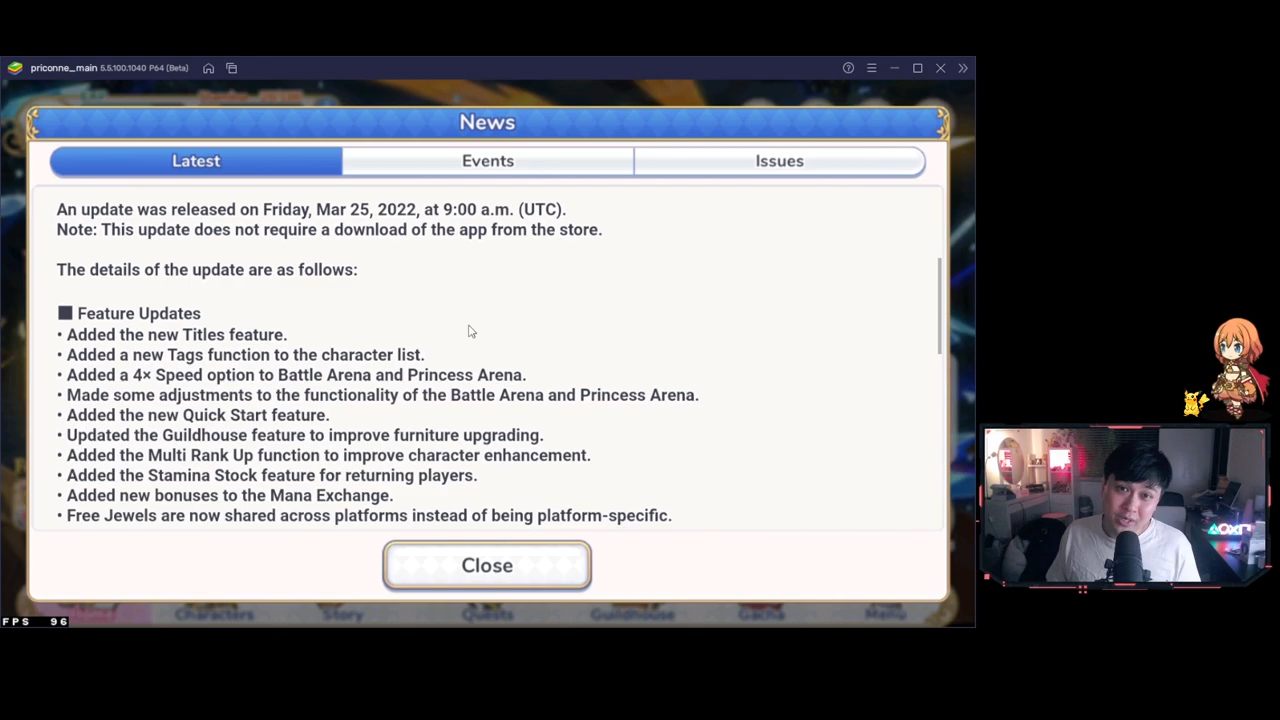 priconne_main 5.5.100.1040 P64 (Beta)
News
Latest
Events
Issues
An update was released on Friday, Mar 25, 2022, at 9:00 a.m. (UTC).
Note: This update does not require a download of the app from the store.
The details of the update are as follows:
■ Feature Updates
• Added the new Titles feature.
• Added a new Tags function to the character list.
• Added a 4× Speed option to Battle Arena and Princess Arena.
• Made some adjustments to the functionality of the Battle Arena and Princess Arena.
• Added the new Quick Start feature.
• Updated the Guildhouse feature to improve furniture upgrading.
• Added the Multi Rank Up function to improve character enhancement.
• Added the Stamina Stock feature for returning players.
• Added new bonuses to the Mana Exchange.
• Free Jewels are now shared across platforms instead of being platform-specific.
Close
Characters
Story
Quests
Guildhouse
Gacha
Menu
FPS 96